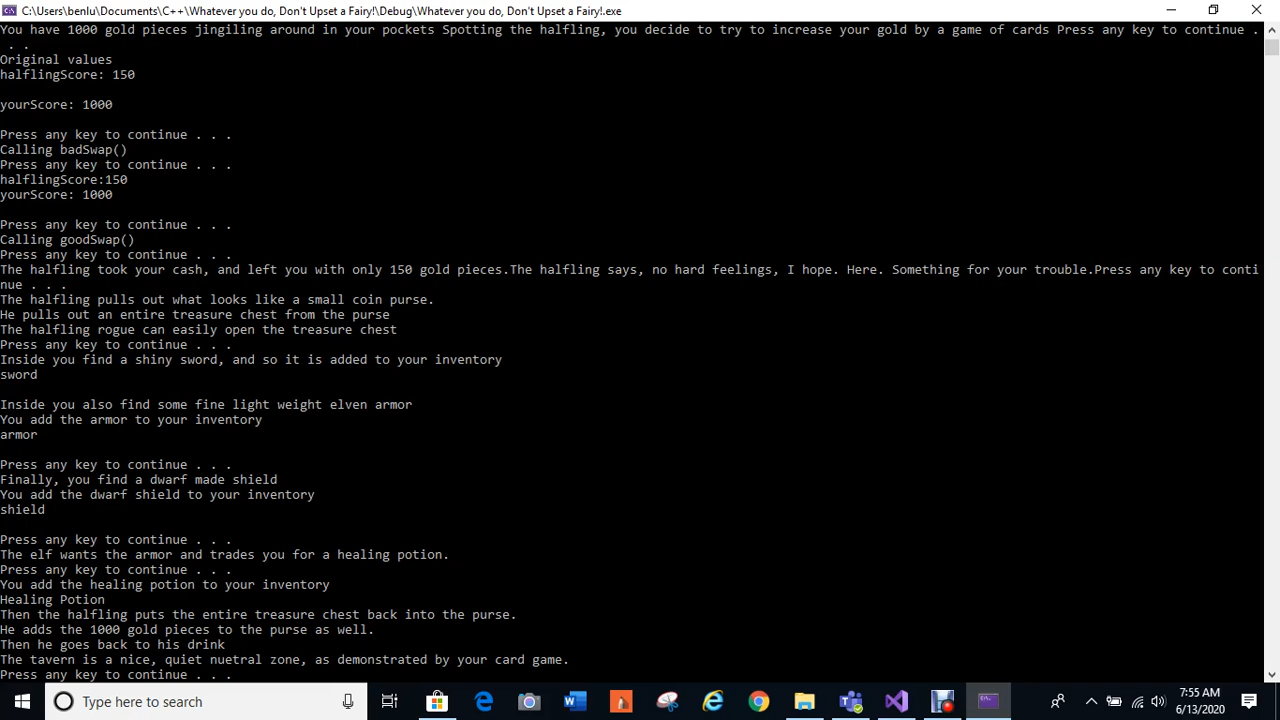 C:\Users\benlu\Documents\C++\Whatever you do, Don't Upset a Fairy!\Debug\Whatever you do, Don't Upset a Fairy!.exe
You have 1000 gold pieces jingiling around in your pockets Spotting the halfling, you decide to try to increase your gold by a game of cards Press any key to continue .
. .
Original values
halflingScore: 150
yourScore: 1000
Press any key to continue . . .
Calling badSwap()
Press any key to continue . . .
halflingScore:150
yourScore: 1000
Press any key to continue . . .
Calling goodSwap()
Press any key to continue . . .
The halfling took your cash, and left you with only 150 gold pieces.The halfling says, no hard feelings, I hope. Here. Something for your trouble.Press any key to conti
nue . . .
The halfling pulls out what looks like a small coin purse.
He pulls out an entire treasure chest from the purse
The halfling rogue can easily open the treasure chest
Press any key to continue . . .
Inside you find a shiny sword, and so it is added to your inventory
sword
Inside you also find some fine light weight elven armor
You add the armor to your inventory
armor
Press any key to continue . . .
Finally, you find a dwarf made shield
You add the dwarf shield to your inventory
shield
Press any key to continue . . .
The elf wants the armor and trades you for a healing potion.
Press any key to continue . . .
You add the healing potion to your inventory
Healing Potion
Then the halfling puts the entire treasure chest back into the purse.
He adds the 1000 gold pieces to the purse as well.
Then he goes back to his drink
The tavern is a nice, quiet nuetral zone, as demonstrated by your card game.
Press any key to continue . . .
Type here to search
7:55 AM
6/13/2020